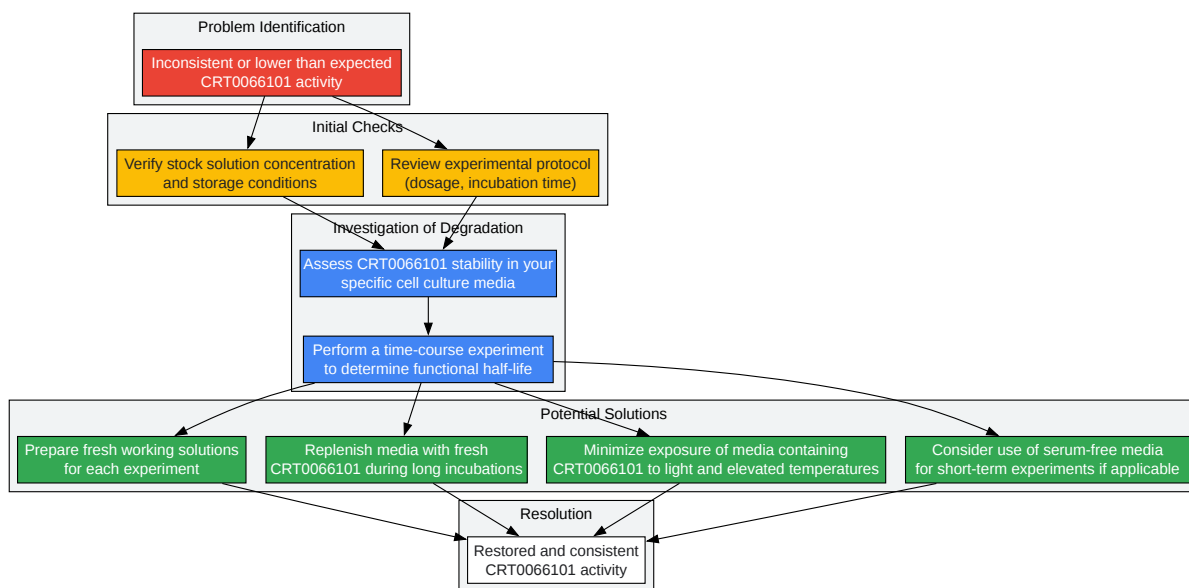 Problem Identification
Inconsistent or lower than expected
CRT0066101 activity
Initial Checks
Verify stock solution concentration
and storage conditions
Review experimental protocol
(dosage, incubation time)
Investigation of Degradation
Assess CRT0066101 stability in your
specific cell culture media
Perform a time-course experiment
to determine functional half-life
Potential Solutions
Prepare fresh working solutions
for each experiment
Replenish media with fresh
CRT0066101 during long incubations
Minimize exposure of media containing
CRT0066101 to light and elevated temperatures
Consider use of serum-free media
for short-term experiments if applicable
Resolution
Restored and consistent
CRT0066101 activity